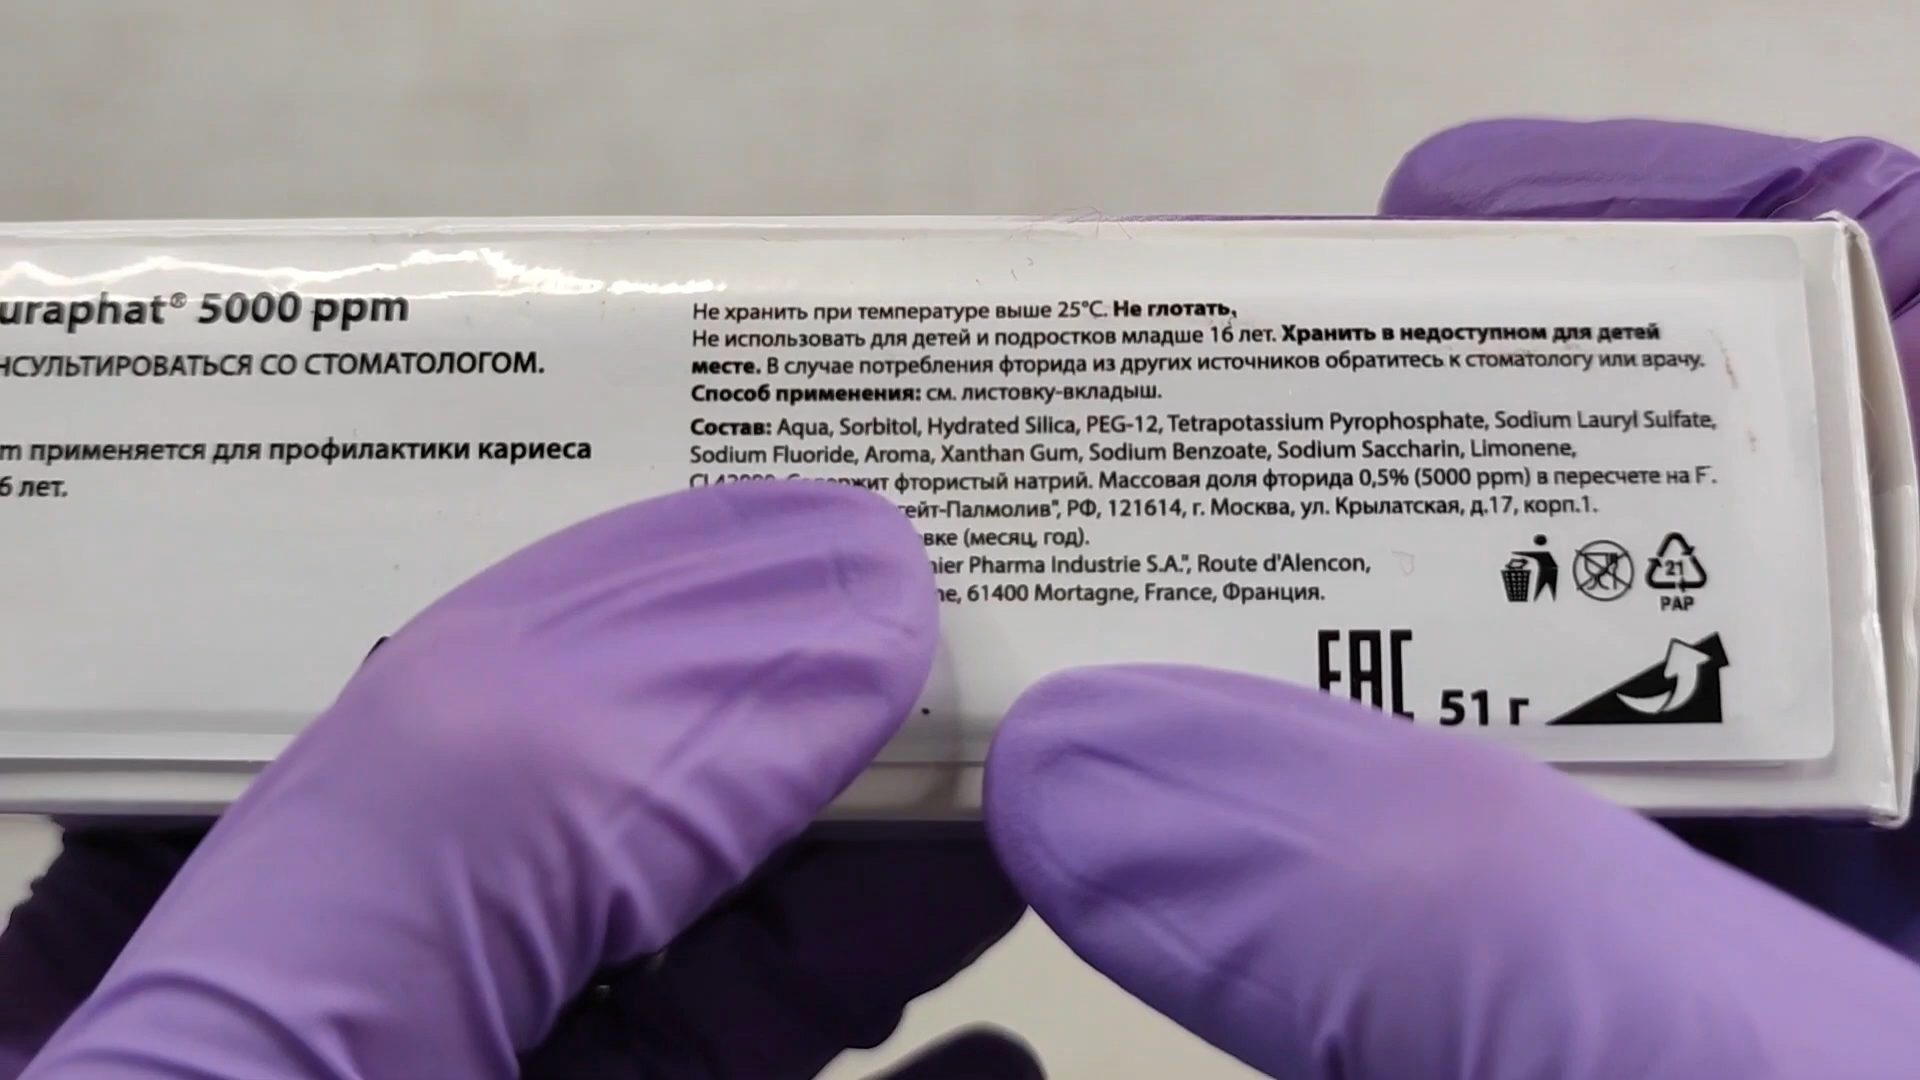 uraphat® 5000 ppm
НСУЛЬТИРОВАТЬСЯ СО СТОМАТОЛОГОМ.
m применяется для профилактики кариеса
6 лет.
Не хранить при температуре выше 25°C. Не глотать,
Не использовать для детей и подростков младше 16 лет. Хранить в недоступном для детей
месте. В случае потребления фторида из других источников обратитесь к стоматологу или врачу.
Способ применения: см. листовку-вкладыш.
Состав: Aqua, Sorbitol, Hydrated Silica, PEG-12, Tetrapotassium Pyrophosphate, Sodium Lauryl Sulfate,
Sodium Fluoride, Aroma, Xanthan Gum, Sodium Benzoate, Sodium Saccharin, Limonene,
фтористый натрий. Массовая доля фторида 0,5% (5000 ppm) в пересчете на F.
ейт-Палмолив", РФ, 121614, г. Москва, ул. Крылатская, д.17, корп.1.
вке (месяц, год).
nier Pharma Industrie S.A.", Route d'Alencon,
ne, 61400 Mortagne, France, Франция.
21
PAP
EAC
51 г